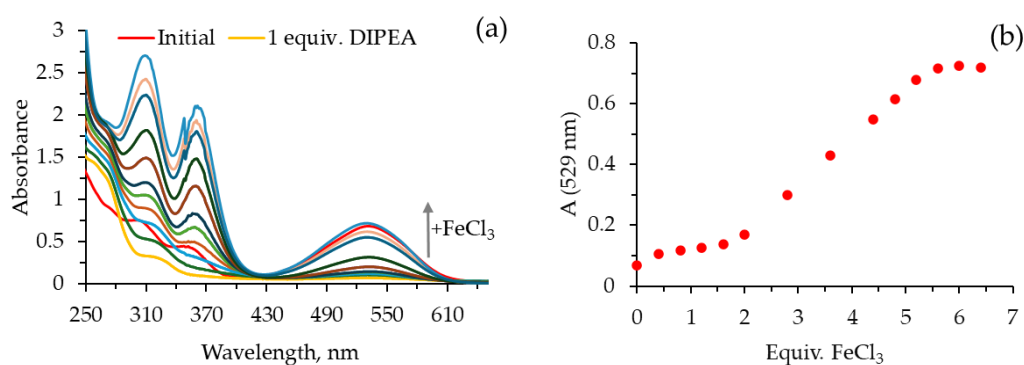 Initial
1 equiv. DIPEA
(a)
3
2.5
2
1.5
1
0.5
0
Absorbance
+FeCl₃
250 310 370 430 490 550 610
Wavelength, nm
(b)
0.8
0.6
0.4
0.2
0
A (529 nm)
0 1 2 3 4 5 6 7
Equiv. FeCl₃